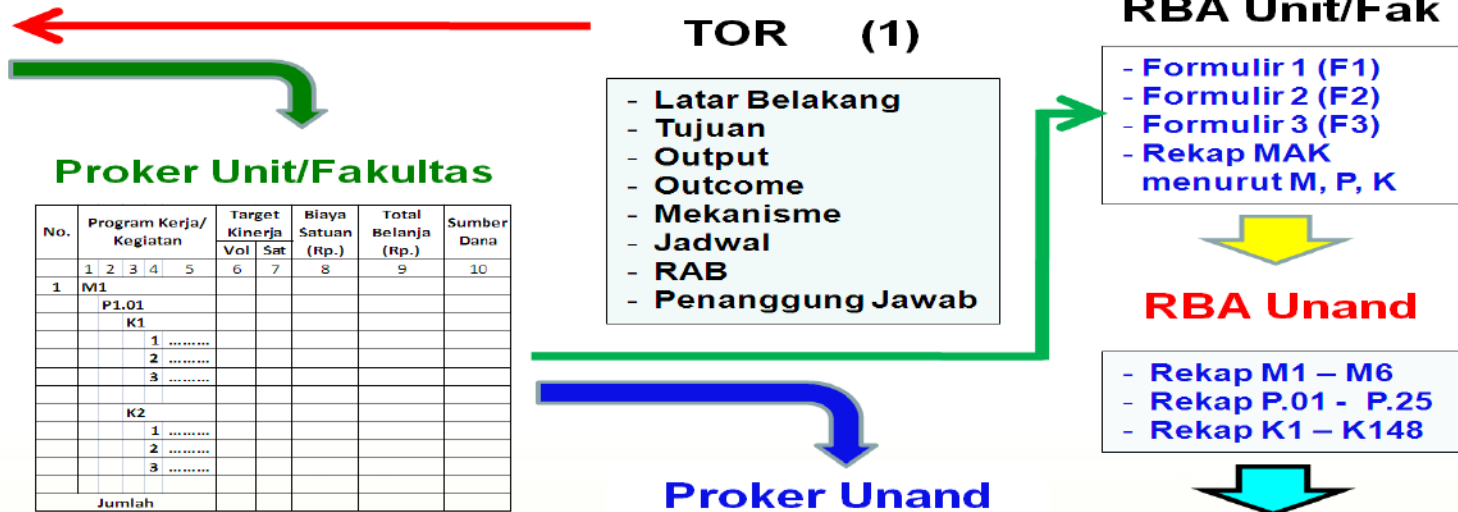 TOR (1)
- Latar Belakang
- Tujuan
- Output
- Outcome
- Mekanisme
- Jadwal
- RAB
- Penanggung Jawab
RBA Unit/Fak
- Formulir 1 (F1)
- Formulir 2 (F2)
- Formulir 3 (F3)
- Rekap MAK
menurut M, P, K
Proker Unit/Fakultas
No. Program Kerja/ Kegiatan Target Kinerja Biaya Satuan (Rp.) Total Belanja (Rp.) Sumber Dana
Vol Sat
1 2 3 4 5 6 7 8 9 10
1 M1
P1.01
K1
1 .........
2 .........
3 .........
K2
1 .........
2 .........
3 .........
Jumlah
RBA Unand
- Rekap M1 – M6
- Rekap P.01 - P.25
- Rekap K1 – K148
Proker Unand